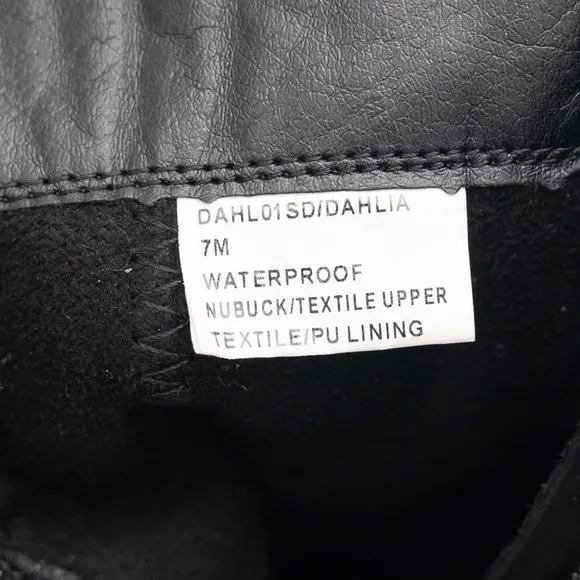 DAHL01SD/DAHLIA
7M
WATERPROOF
NUBUCK/TEXTILE UPPER
TEXTILE/PU LINING